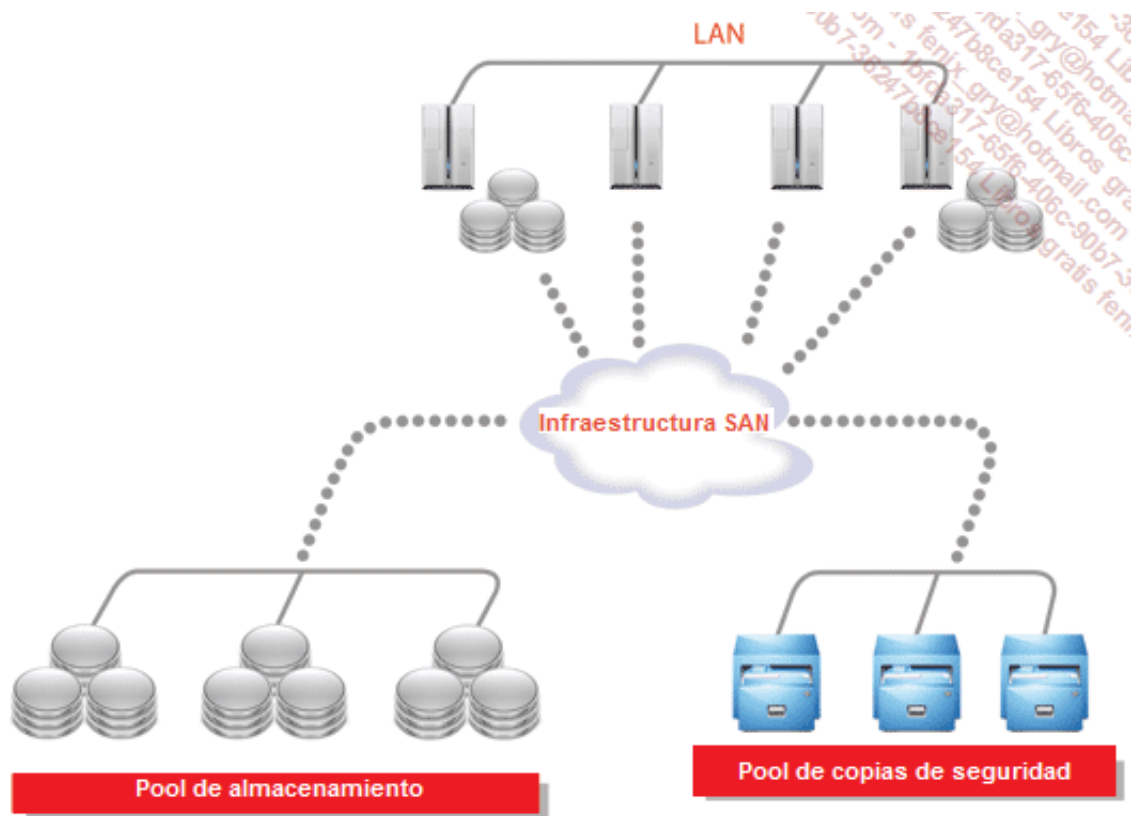 LAN
Infraestructura SAN
Pool de almacenamiento
Pool de copias de seguridad